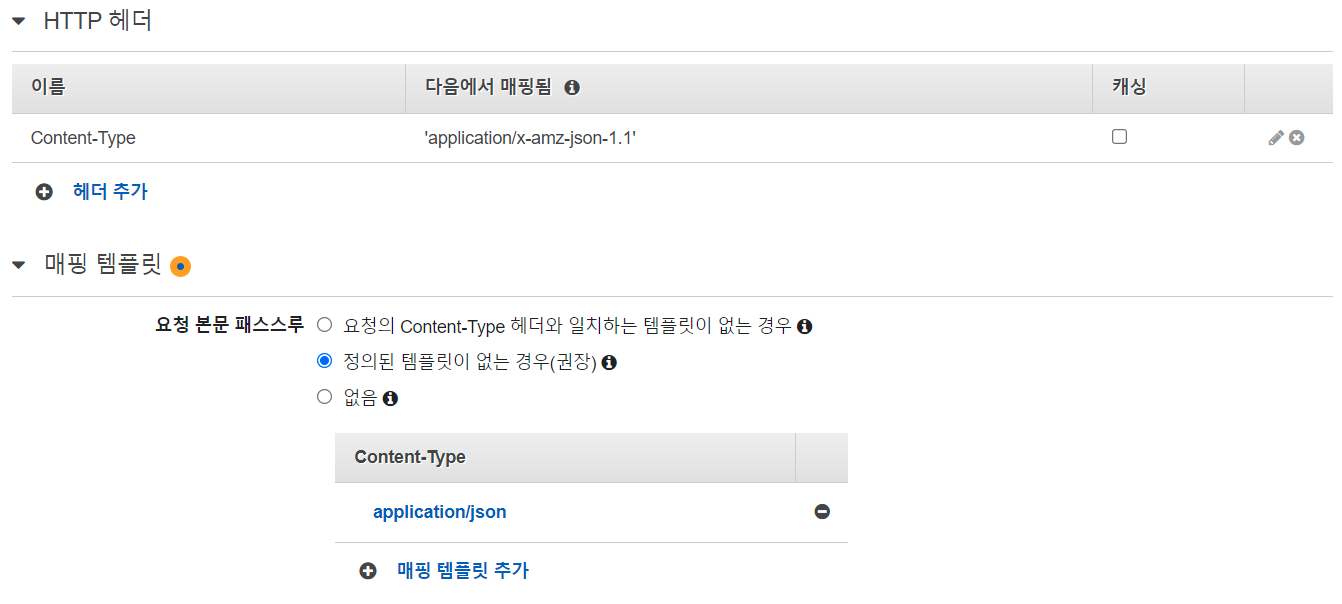 HTTP 헤더
이름 다음에서 매핑됨 캐싱
Content-Type 'application/x-amz-json-1.1'
헤더 추가
매핑 템플릿
요청 본문 패스스루 요청의 Content-Type 헤더와 일치하는 템플릿이 없는 경우
정의된 템플릿이 없는 경우(권장)
없음
Content-Type
application/json
매핑 템플릿 추가